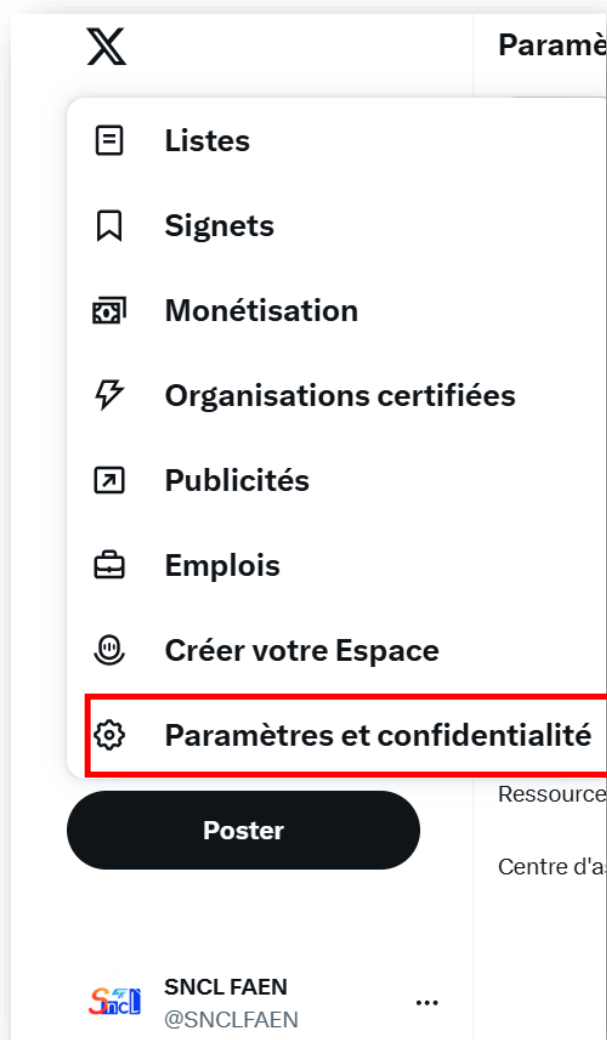 Paramè
Listes
Signets
Monétisation
Organisations certifiées
Publicités
Emplois
Créer votre Espace
Paramètres et confidentialité
Ressource
Poster
Centre d'a
Sncl
SNCL FAEN
@SNCLFAEN